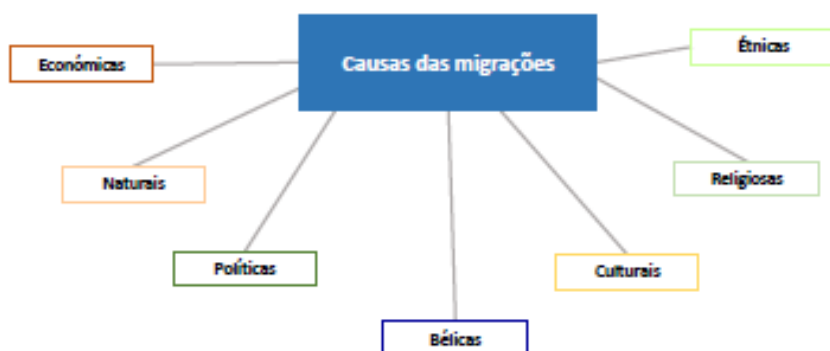 Causas das migrações
Económicas
Naturais
Políticas
Bélicas
Culturais
Religiosas
Étnicas